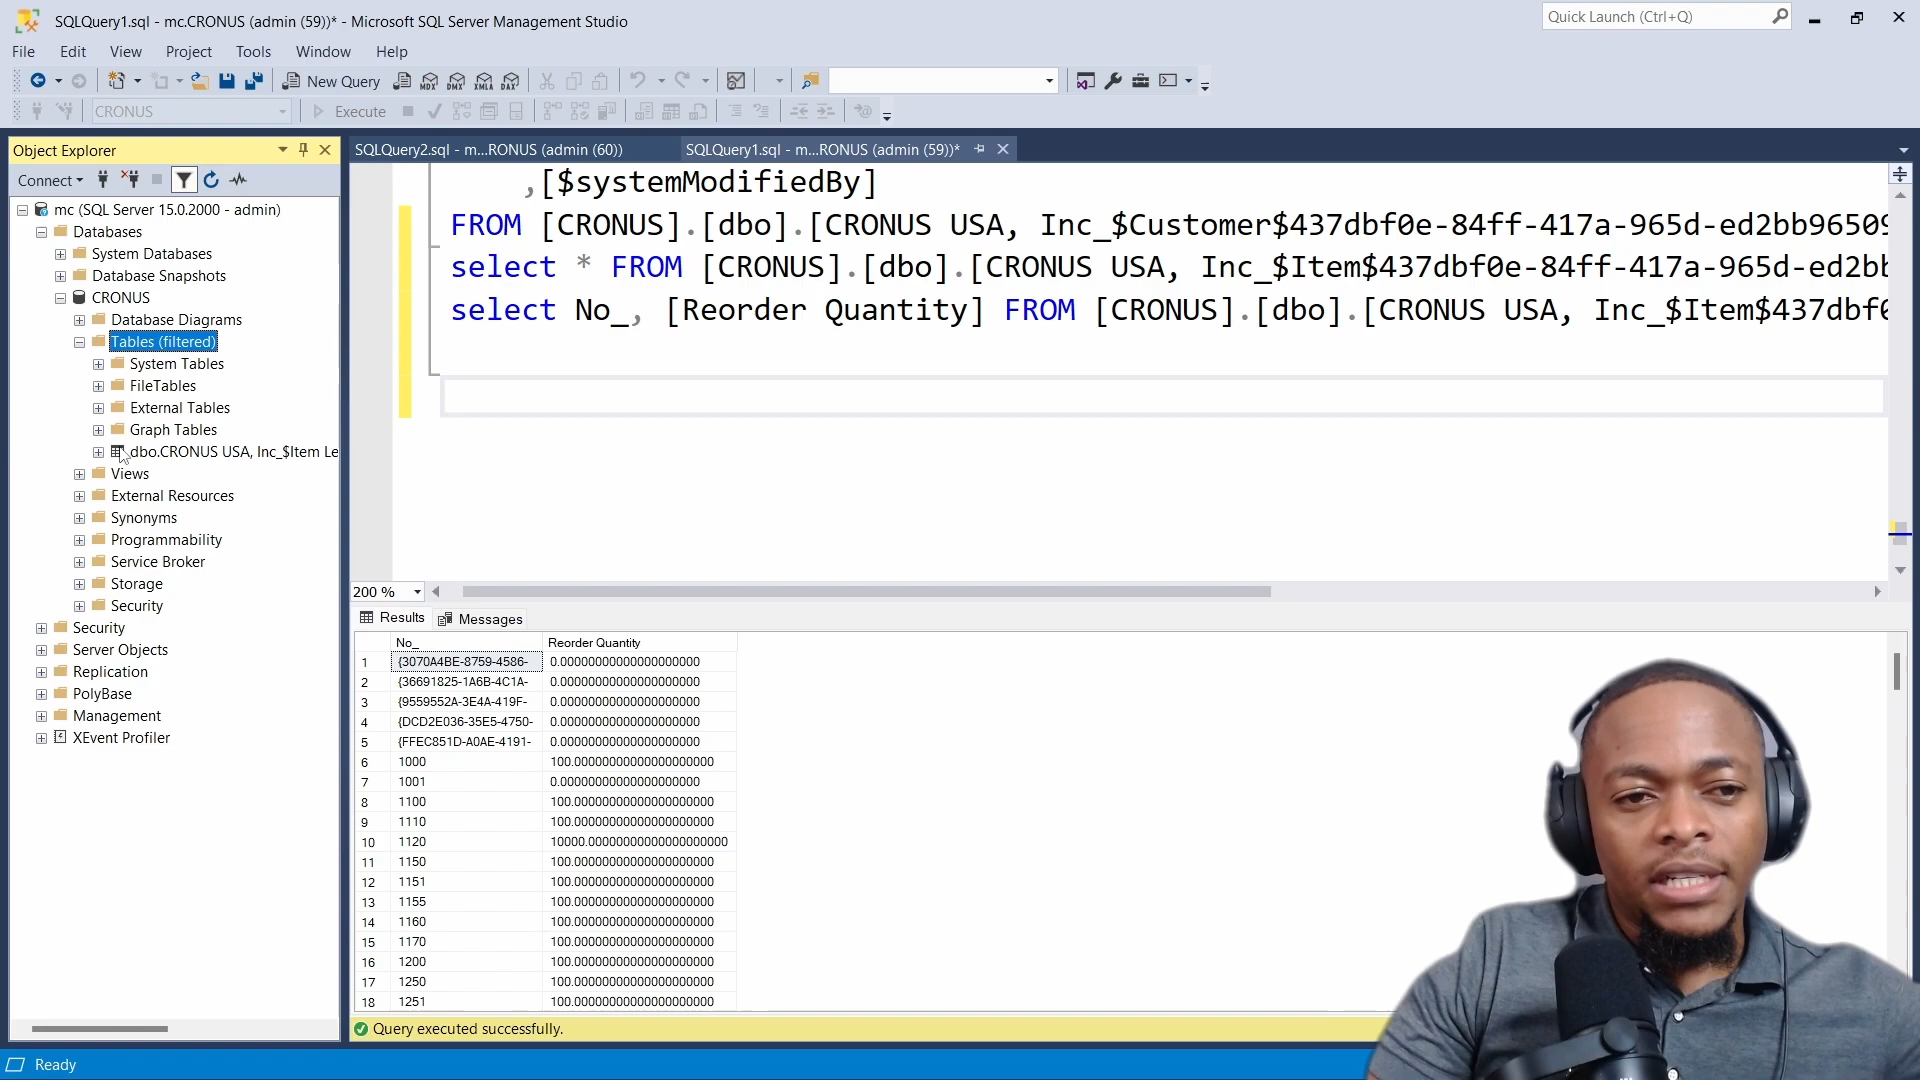 SQLQuery1.sql - mc.CRONUS (admin (59))* - Microsoft SQL Server Management Studio
Quick Launch (Ctrl+Q)
File Edit View Project Tools Window Help
New Query MDX DMX XMLA DAX
CRONUS Execute
Object Explorer
SQLQuery2.sql - m...RONUS (admin (60))
SQLQuery1.sql - m...RONUS (admin (59))*
Connect
mc (SQL Server 15.0.2000 - admin)
Databases
System Databases
Database Snapshots
CRONUS
Database Diagrams
Tables (filtered)
System Tables
FileTables
External Tables
Graph Tables
dbo.CRONUS USA, Inc_$Item Le
Views
External Resources
Synonyms
Programmability
Service Broker
Storage
Security
Security
Server Objects
Replication
PolyBase
Management
XEvent Profiler
,[$systemModifiedBy]
FROM [CRONUS].[dbo].[CRONUS USA, Inc_$Customer$437dbf0e-84ff-417a-965d-ed2bb9650
select * FROM [CRONUS].[dbo].[CRONUS USA, Inc_$Item$437dbf0e-84ff-417a-965d-ed2b
select No_, [Reorder Quantity] FROM [CRONUS].[dbo].[CRONUS USA, Inc_$Item$437dbf
200 %
Results Messages
No_ Reorder Quantity
1 {3070A4BE-8759-4586- 0.00000000000000000000
2 {36691825-1A6B-4C1A- 0.00000000000000000000
3 {9559552A-3E4A-419F- 0.00000000000000000000
4 {DCD2E036-35E5-4750- 0.00000000000000000000
5 {FFEC851D-A0AE-4191- 0.00000000000000000000
6 1000 100.00000000000000000000
7 1001 0.00000000000000000000
8 1100 100.00000000000000000000
9 1110 100.00000000000000000000
10 1120 10000.00000000000000000000
11 1150 100.00000000000000000000
12 1151 100.00000000000000000000
13 1155 100.00000000000000000000
14 1160 100.00000000000000000000
15 1170 100.00000000000000000000
16 1200 100.00000000000000000000
17 1250 100.00000000000000000000
18 1251 100.00000000000000000000
Query executed successfully.
Ready